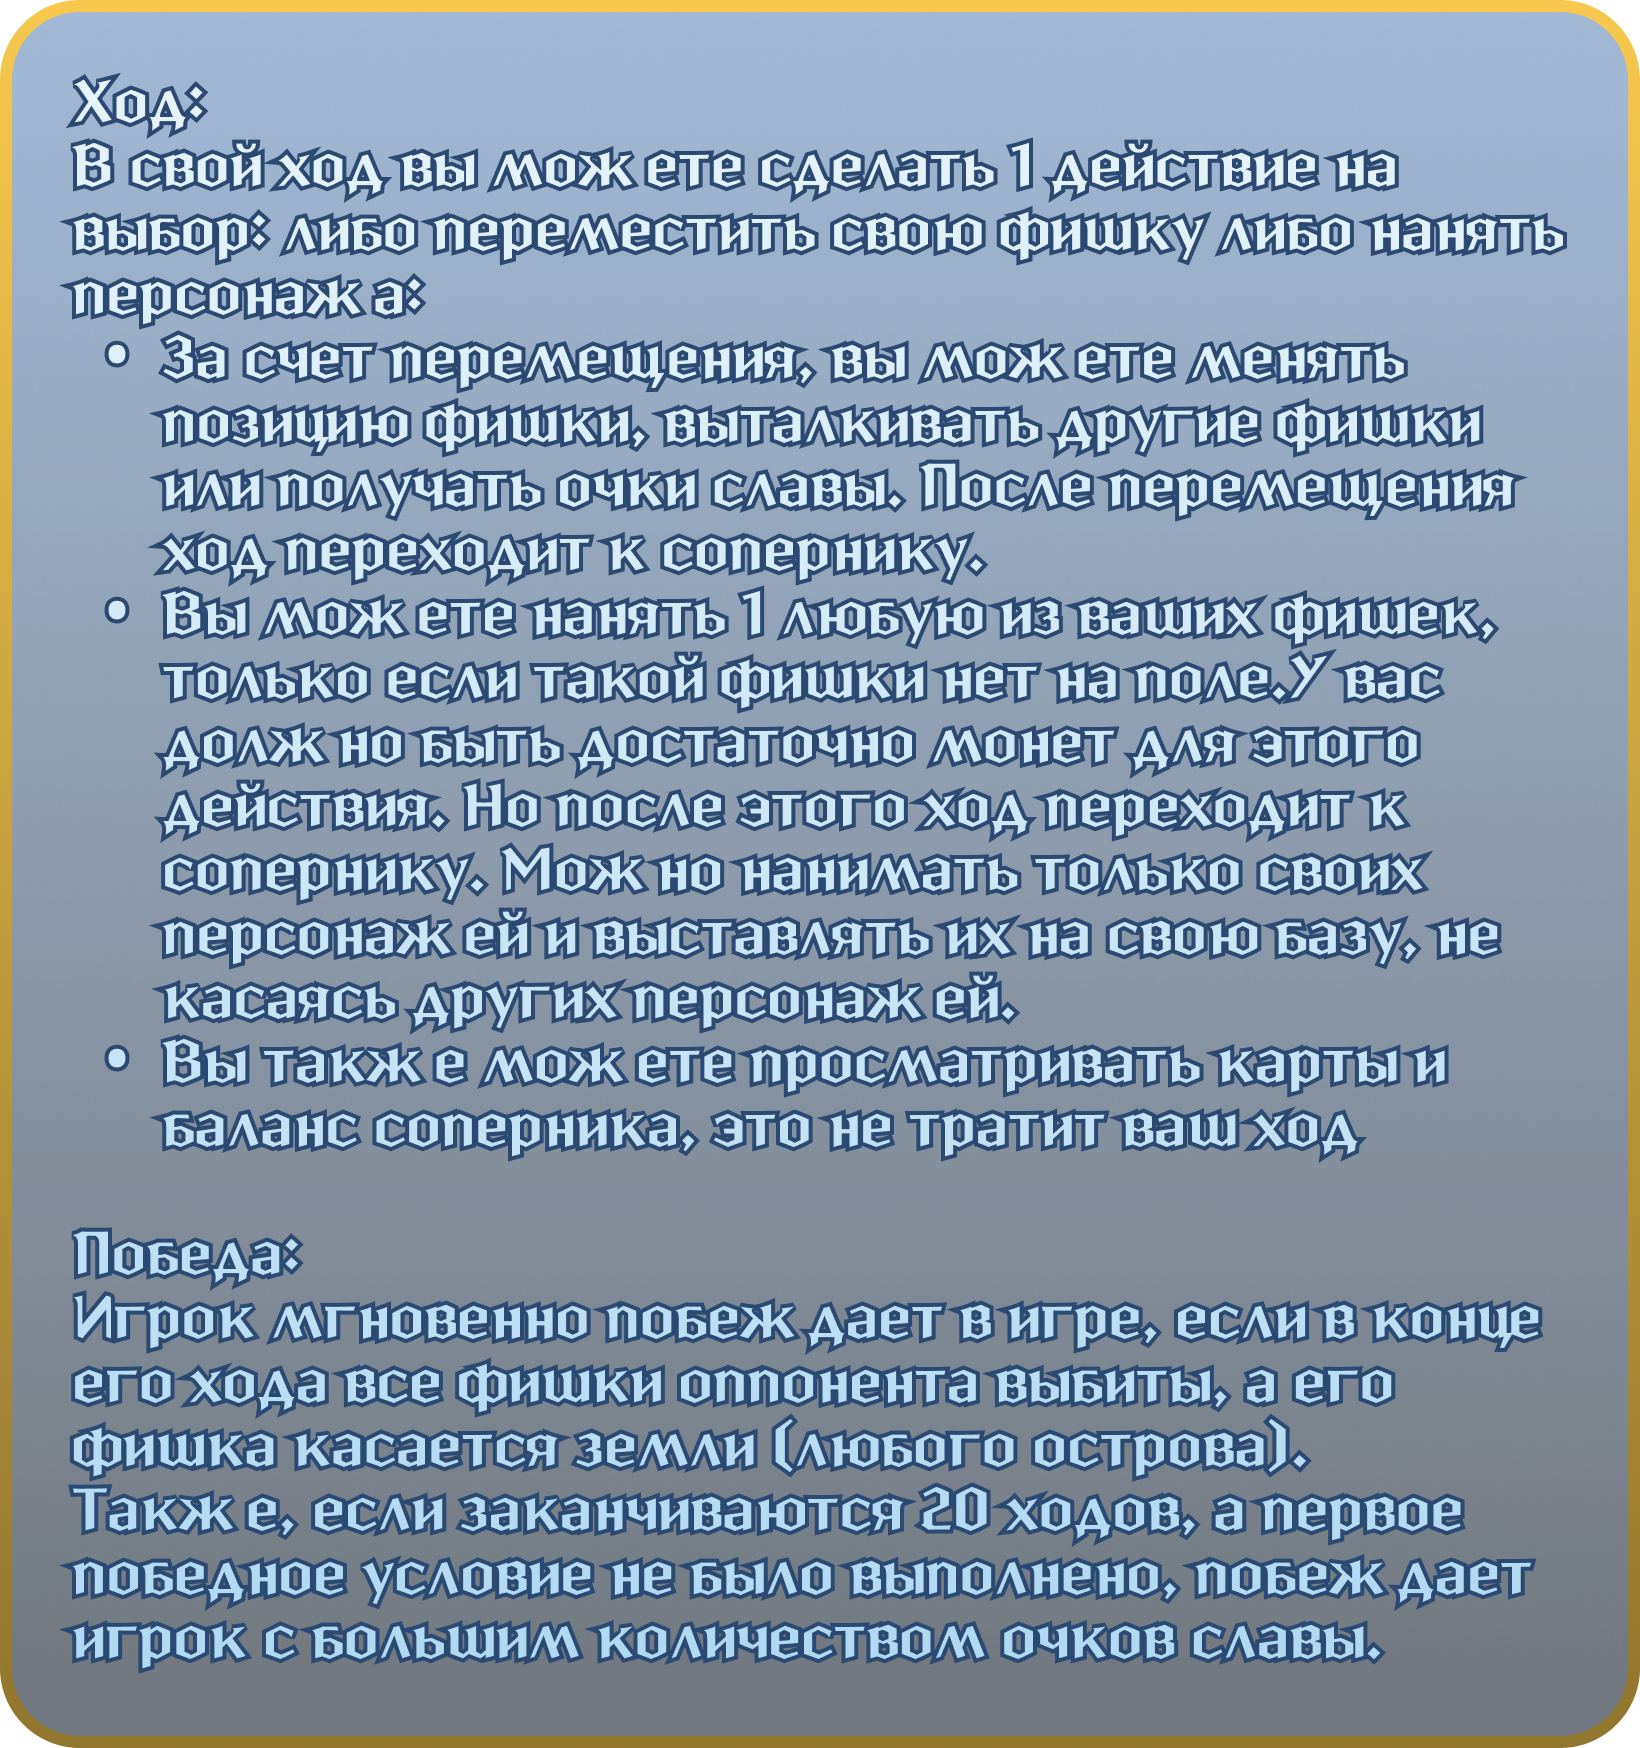 Ход:
В свой ход вы можете сделать 1 действие на
выбор: либо переместить свою фишку либо нанять
персонажа:
• За счет перемещения, вы можете менять
позицию фишки, выталкивать другие фишки
или получать очки славы. После перемещения
ход переходит к сопернику.
• Вы можете нанять 1 любую из ваших фишек,
только если такой фишки нет на поле.У вас
должно быть достаточно монет для этого
действия. Но после этого ход переходит к
сопернику. Можно нанимать только своих
персонажей и выставлять их на свою базу, не
касаясь других персонажей.
• Вы также можете просматривать карты и
баланс соперника, это не тратит ваш ход
Победа:
Игрок мгновенно побеждает в игре, если в конце
его хода все фишки оппонента выбиты, а его
фишка касается земли (любого острова).
Также, если заканчиваются 20 ходов, а первое
победное условие не было выполнено, побеждает
игрок с большим количеством очков славы.